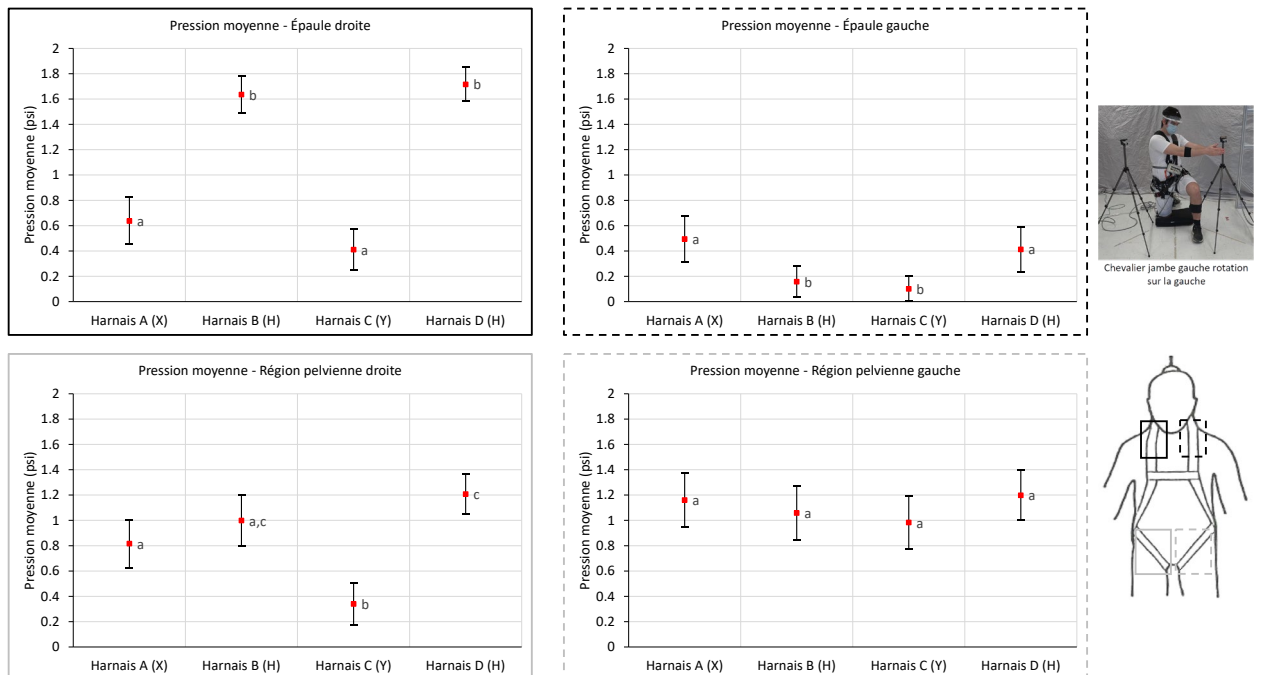 Pression moyenne - Épaule droite
Pression moyenne (psi)
2
1.8
1.6
1.4
1.2
1
0.8
0.6
0.4
0.2
0
a
b
a
b
Harnais A (X) Harnais B (H) Harnais C (Y) Harnais D (H)
Pression moyenne - Épaule gauche
Pression moyenne (psi)
2
1.8
1.6
1.4
1.2
1
0.8
0.6
0.4
0.2
0
a
b
b
a
Harnais A (X) Harnais B (H) Harnais C (Y) Harnais D (H)
Chevalier jambe gauche rotation
sur la gauche
Pression moyenne - Région pelvienne droite
Pression moyenne (psi)
2
1.8
1.6
1.4
1.2
1
0.8
0.6
0.4
0.2
0
a
a,c
b
c
Harnais A (X) Harnais B (H) Harnais C (Y) Harnais D (H)
Pression moyenne - Région pelvienne gauche
Pression moyenne (psi)
2
1.8
1.6
1.4
1.2
1
0.8
0.6
0.4
0.2
0
a
a
a
a
Harnais A (X) Harnais B (H) Harnais C (Y) Harnais D (H)